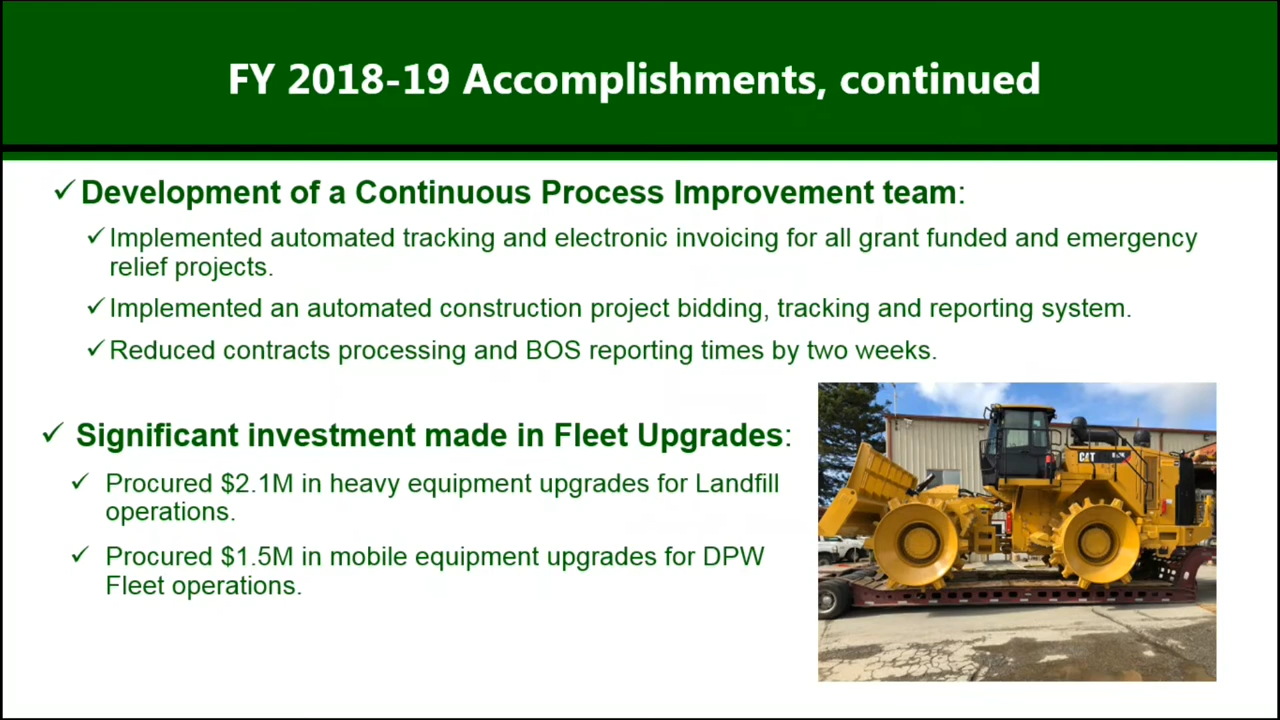 FY 2018-19 Accomplishments, continued
✓ Development of a Continuous Process Improvement team:
✓ Implemented automated tracking and electronic invoicing for all grant funded and emergency
relief projects.
✓ Implemented an automated construction project bidding, tracking and reporting system.
✓ Reduced contracts processing and BOS reporting times by two weeks.
✓ Significant investment made in Fleet Upgrades:
✓ Procured $2.1M in heavy equipment upgrades for Landfill
operations.
✓ Procured $1.5M in mobile equipment upgrades for DPW
Fleet operations.
CAT